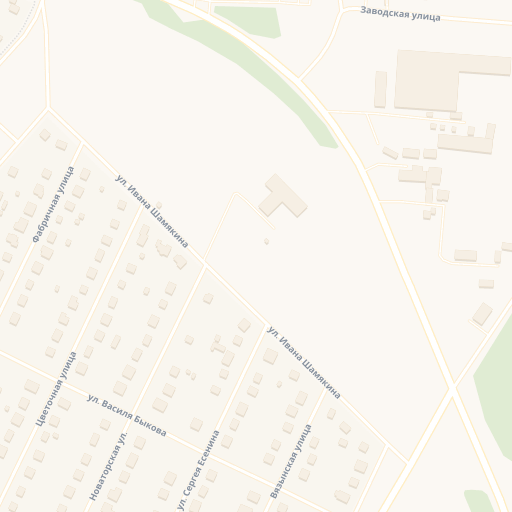 Заводская улица
Фабричная улица
ул. Ивана Шамякина
ул. Ивана Шамякина
Цветочная улица
ул. Василя Быкова
Новаторская ул.
ул. Сергея Есенина
Вязынская улица